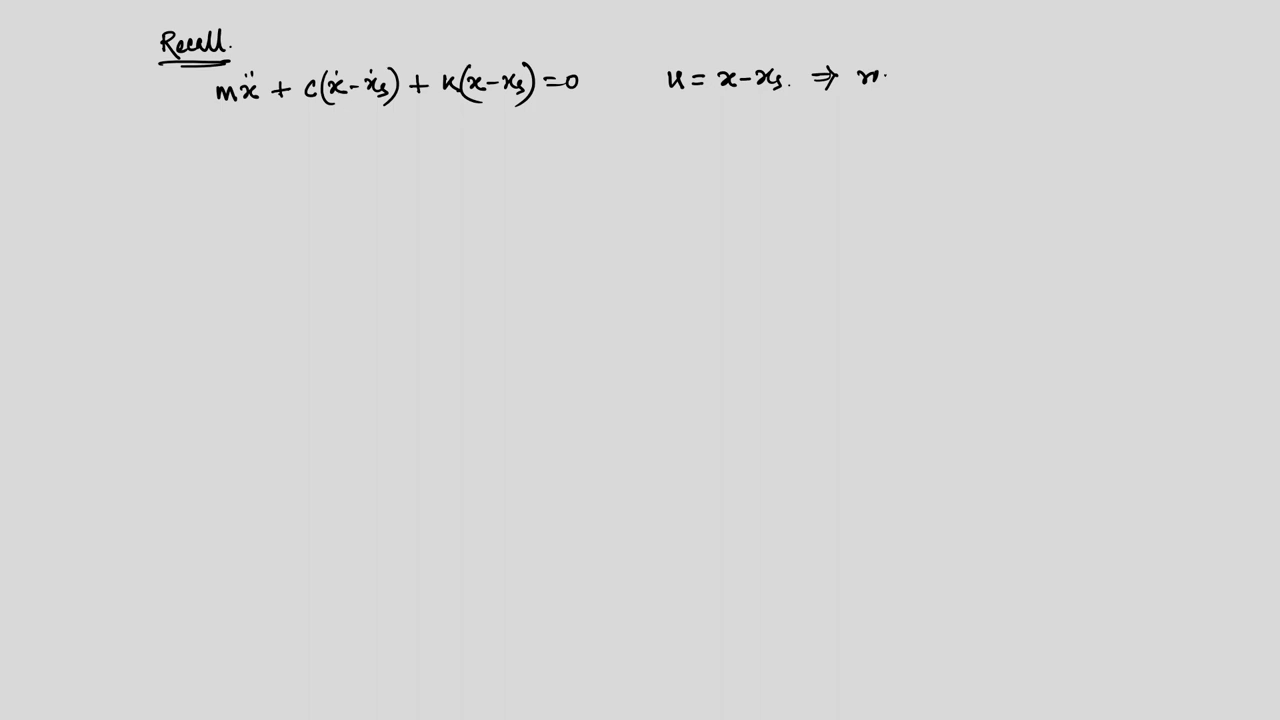 Recall.
mẍ + c(ẋ-ẋₛ) + k(x-xₛ)=0 u = x-xₛ. ⇒